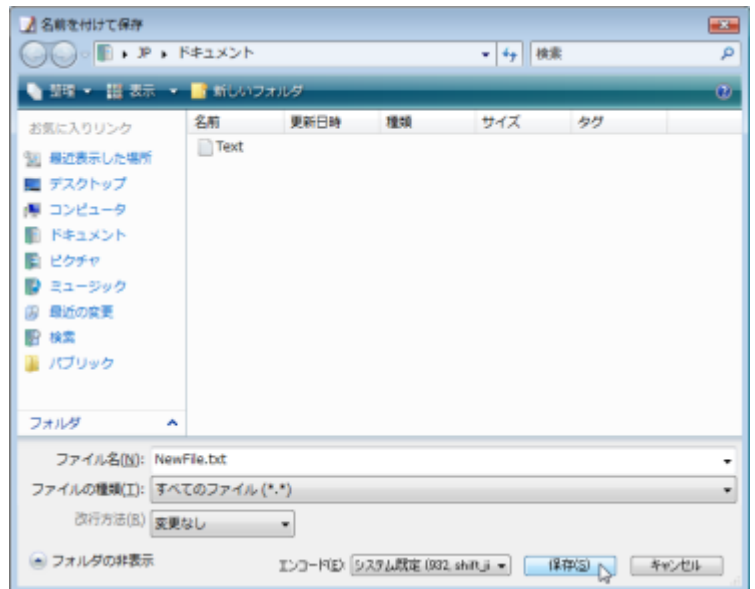 名前を付けて保存
JP ▸ ドキュメント 検索
整理 表示 新しいフォルダ
お気に入りリンク
最近表示した場所
デスクトップ
コンピュータ
ドキュメント
ピクチャ
ミュージック
最近の変更
検索
パブリック
フォルダ
名前 更新日時 種類 サイズ タグ
Text
ファイル名(N): NewFile.txt
ファイルの種類(T): すべてのファイル (*.*)
改行方法(R) 変更なし
フォルダの非表示
エンコード(E): システム既定 (932, shift_ji 保存(S) キャンセル